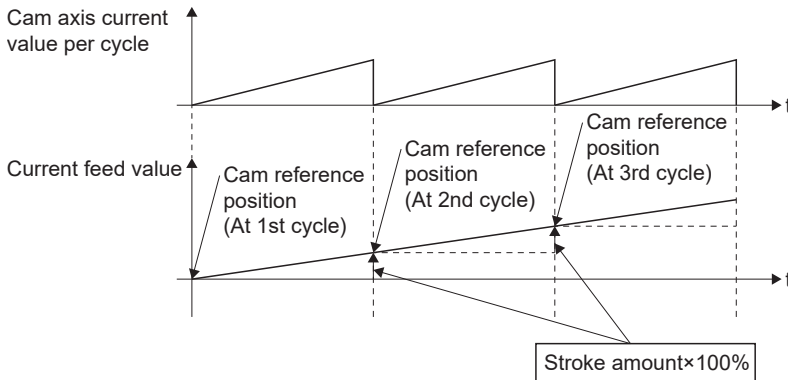 Cam axis current
value per cycle
t
Current feed value
Cam reference
position
(At 1st cycle)
Cam reference
position
(At 2nd cycle)
Cam reference
position
(At 3rd cycle)
t
Stroke amount×100%